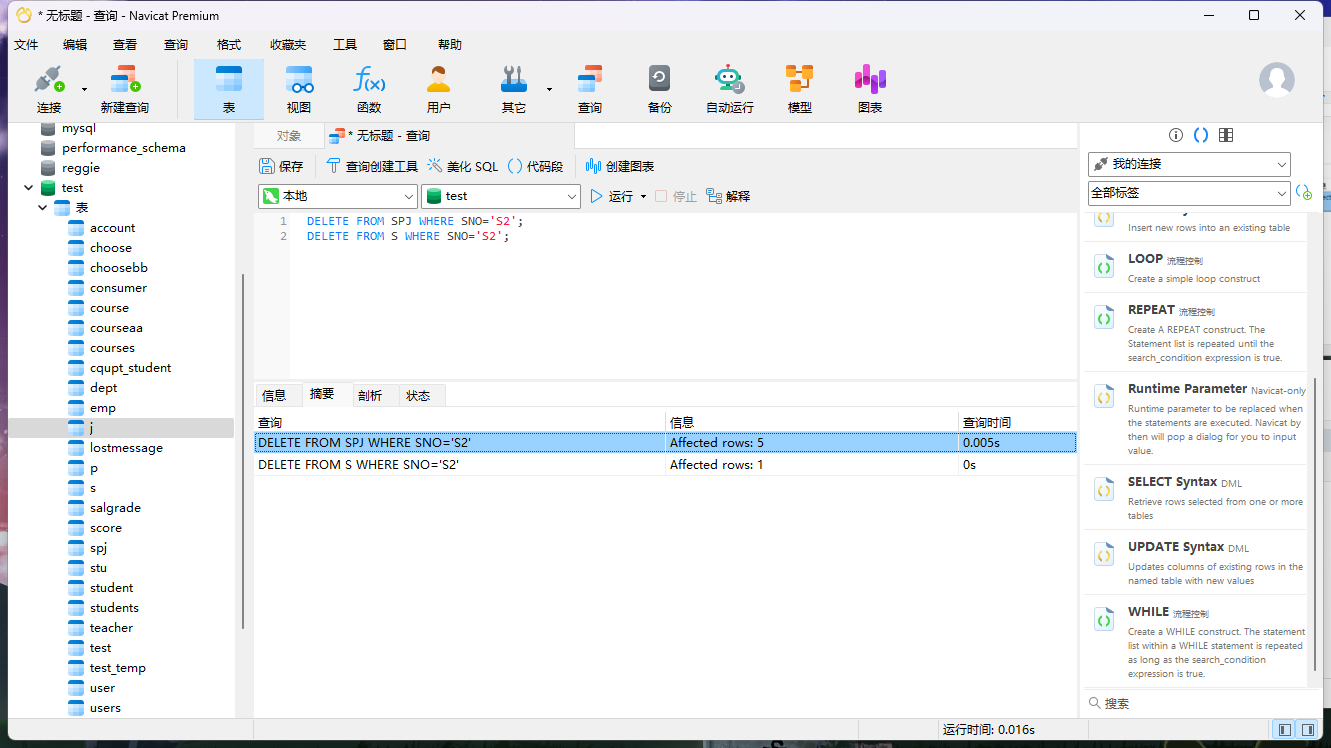 * 无标题 - 查询 - Navicat Premium
文件 编辑 查看 查询 格式 收藏夹 工具 窗口 帮助
连接 新建查询 表 视图 函数 用户 其它 查询 备份 自动运行 模型 图表
mysql
performance_schema
reggie
test
表
account
choose
choosebb
consumer
course
courseaa
courses
cqupt_student
dept
emp
j
lostmessage
p
s
salgrade
score
spj
stu
student
students
teacher
test
test_temp
user
users
对象 * 无标题 - 查询
保存 查询创建工具 美化 SQL 代码段 创建图表
本地 test 运行 停止 解释
1 DELETE FROM SPJ WHERE SNO='S2';
2 DELETE FROM S WHERE SNO='S2';
信息 摘要 剖析 状态
查询 信息 查询时间
DELETE FROM SPJ WHERE SNO='S2' Affected rows: 5 0.005s
DELETE FROM S WHERE SNO='S2' Affected rows: 1 0s
我的连接
全部标签
Insert new rows into an existing table
LOOP 流程控制
Create a simple loop construct
REPEAT 流程控制
Create A REPEAT construct. The
Statement list is repeated until the
search_condition expression is true.
Runtime Parameter Navicat-only
Runtime parameter to be replaced when
the statements are executed. Navicat by
then will pop a dialog for you to input
value.
SELECT Syntax DML
Retrieve rows selected from one or more
tables
UPDATE Syntax DML
Updates columns of existing rows in the
named table with new values
WHILE 流程控制
Create a WHILE construct. The statement
list within a WHILE statement is repeated
as long as the search_condition
expression is true.
搜索
运行时间: 0.016s